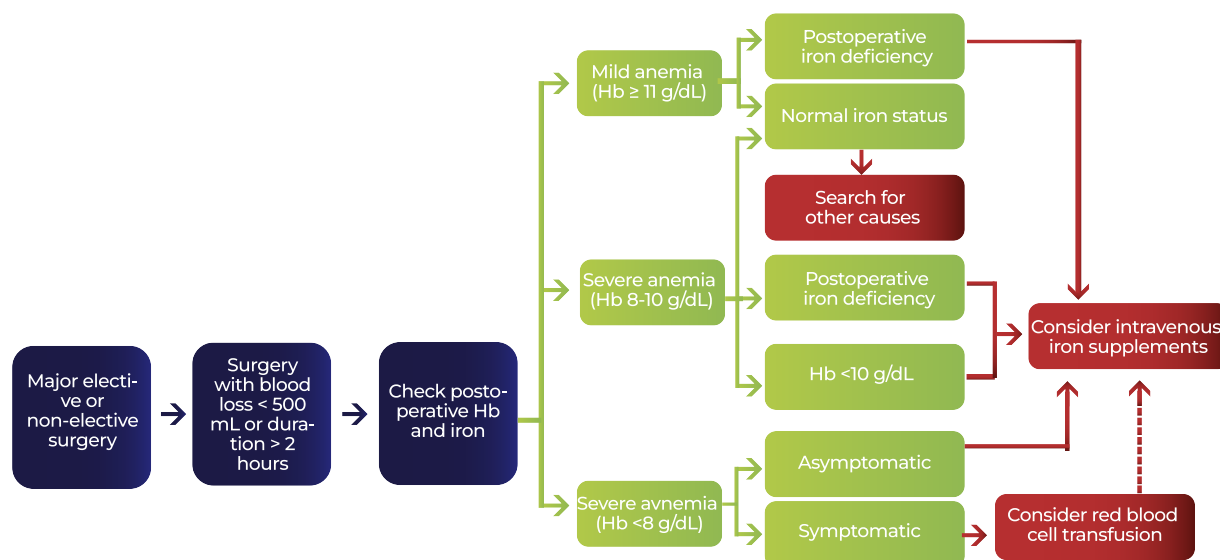 Major electi-
ve or
non-elective
surgery
Surgery
with blood
loss < 500
mL or dura-
tion > 2
hours
Check posto-
perative Hb
and iron
Mild anemia
(Hb ≥ 11 g/dL)
Severe anemia
(Hb 8-10 g/dL)
Severe avnemia
(Hb <8 g/dL)
Postoperative
iron deficiency
Normal iron status
Search for
other causes
Postoperative
iron deficiency
Hb <10 g/dL
Asymptomatic
Symptomatic
Consider intravenous
iron supplements
Consider red blood
cell transfusion